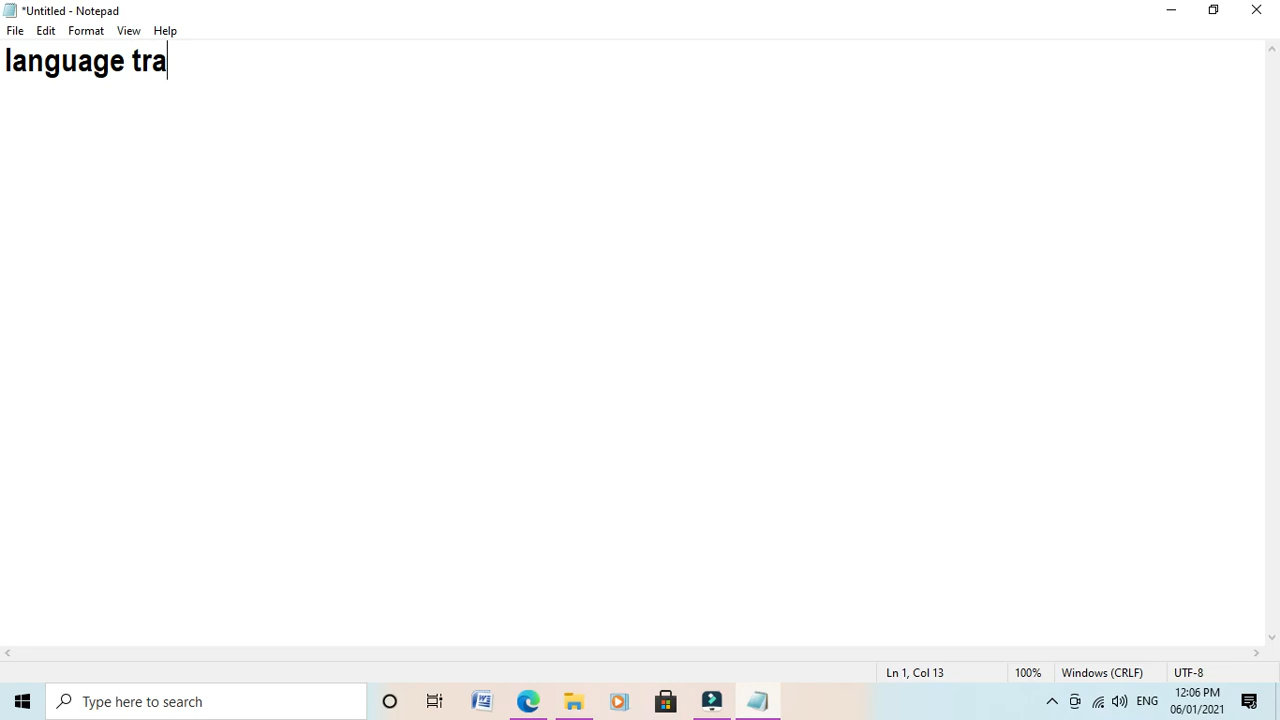 *Untitled - Notepad
File Edit Format View Help
language tra
Ln 1, Col 13 100% Windows (CRLF) UTF-8
Type here to search
ENG
12:06 PM
06/01/2021